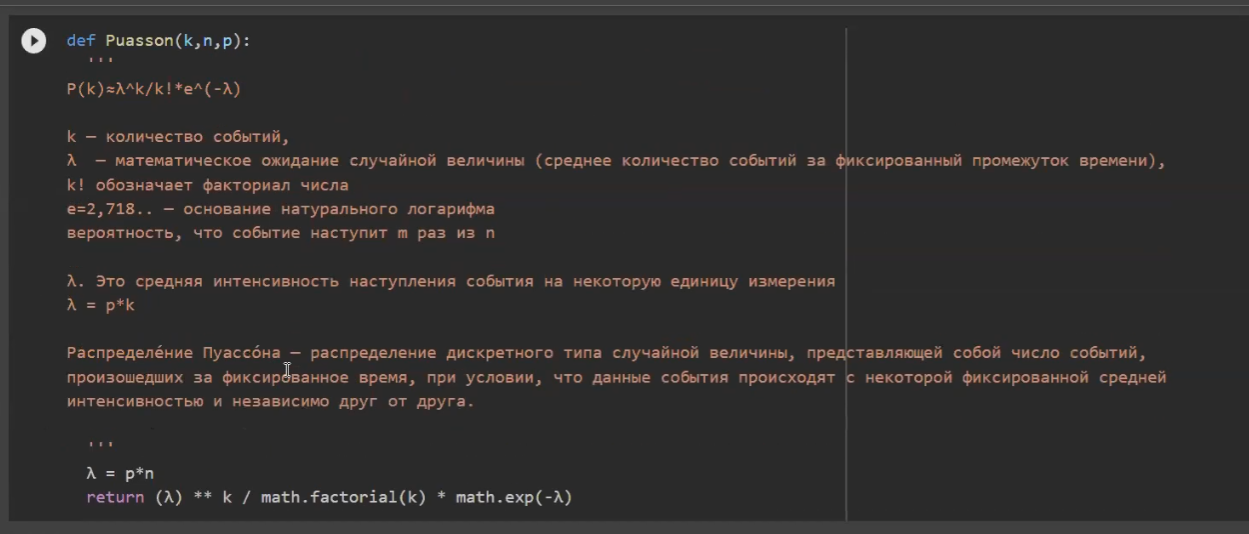 def Puasson(k,n,p):
'''
P(k)≈λ^k/k!*e^(-λ)
k — количество событий,
λ  — математическое ожидание случайной величины (среднее количество событий за фиксированный промежуток времени),
k! обозначает факториал числа
e=2,718.. — основание натурального логарифма
вероятность, что событие наступит m раз из n
λ. Это средняя интенсивность наступления события на некоторую единицу измерения
λ = p*k
Распределе́ние Пуассо́на — распределение дискретного типа случайной величины, представляющей собой число событий,
произошедших за фиксированное время, при условии, что данные события происходят с некоторой фиксированной средней
интенсивностью и независимо друг от друга.
'''
λ = p*n
return (λ) ** k / math.factorial(k) * math.exp(-λ)